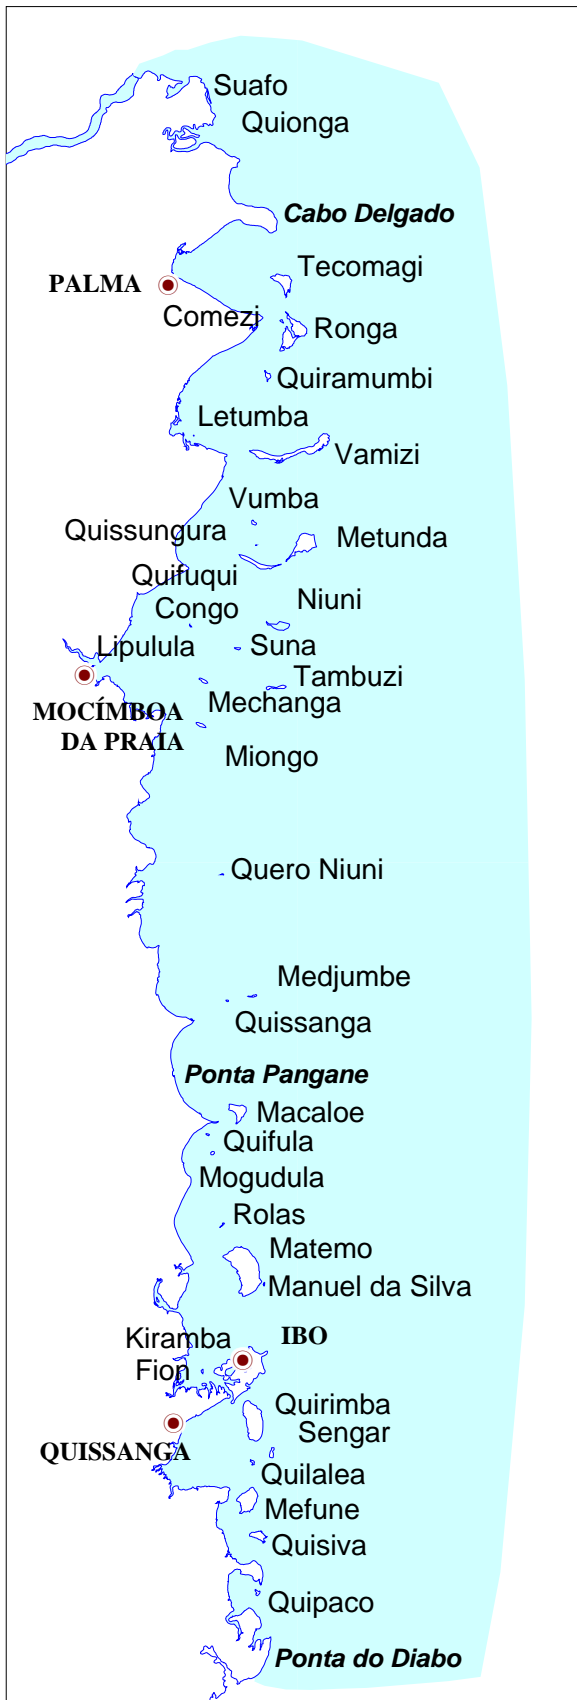 Suafo
Quionga
Cabo Delgado
Tecomagi
PALMA
Comezi
Ronga
Quiramumbi
Letumba
Vamizi
Vumba
Quissungura
Metunda
Quifuqui
Congo
Niuni
Lipulula
Suna
Tambuzi
Mechanga
MOCÍMBOA
DA PRAIA
Miongo
Quero Niuni
Medjumbe
Quissanga
Ponta Pangane
Macaloe
Quifula
Mogudula
Rolas
Matemo
Manuel da Silva
Kiramba
IBO
Fion
Quirimba
Sengar
QUISSANGA
Quilalea
Mefune
Quisiva
Quipaco
Ponta do Diabo